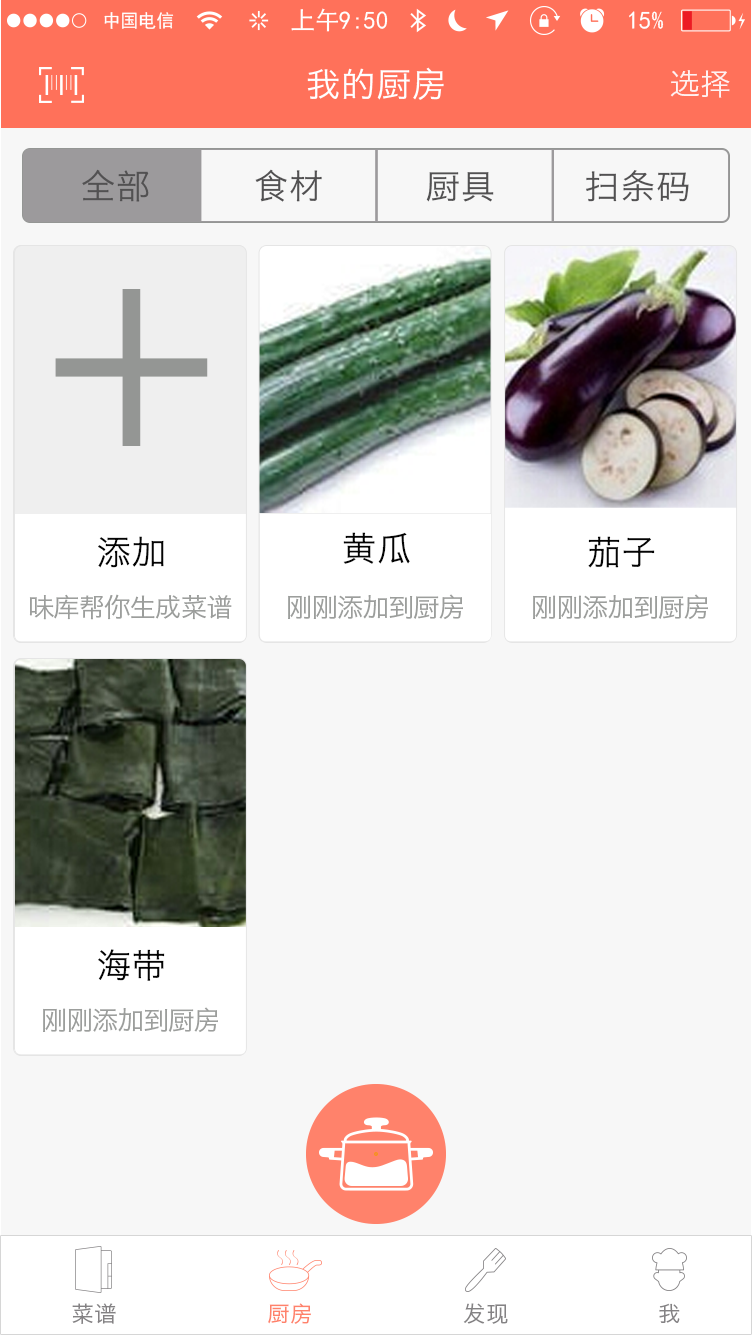 中国电信 上午9:50 15%
我的厨房 选择
全部 食材 厨具 扫条码
添加 黄瓜 茄子
味库帮你生成菜谱 刚刚添加到厨房 刚刚添加到厨房
海带
刚刚添加到厨房
菜谱 厨房 发现 我